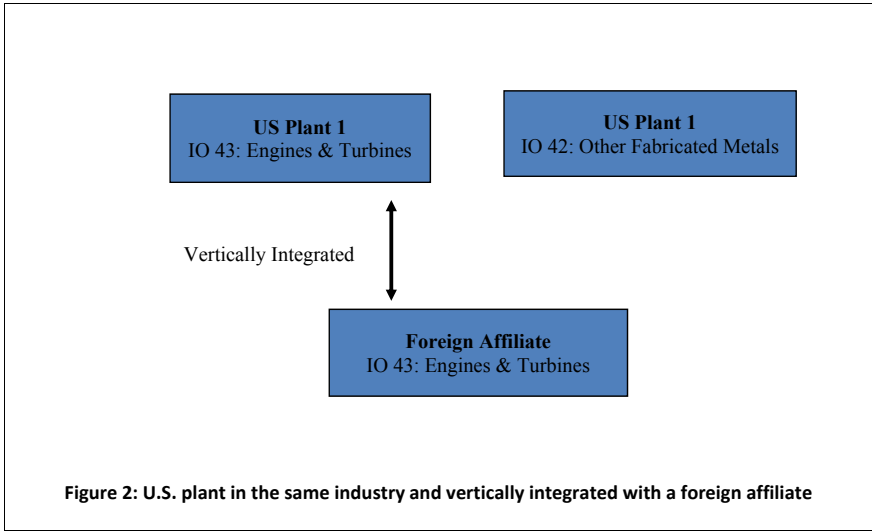 US Plant 1
IO 43: Engines & Turbines
US Plant 1
IO 42: Other Fabricated Metals
Vertically Integrated
Foreign Affiliate
IO 43: Engines & Turbines
Figure 2: U.S. plant in the same industry and vertically integrated with a foreign affiliate